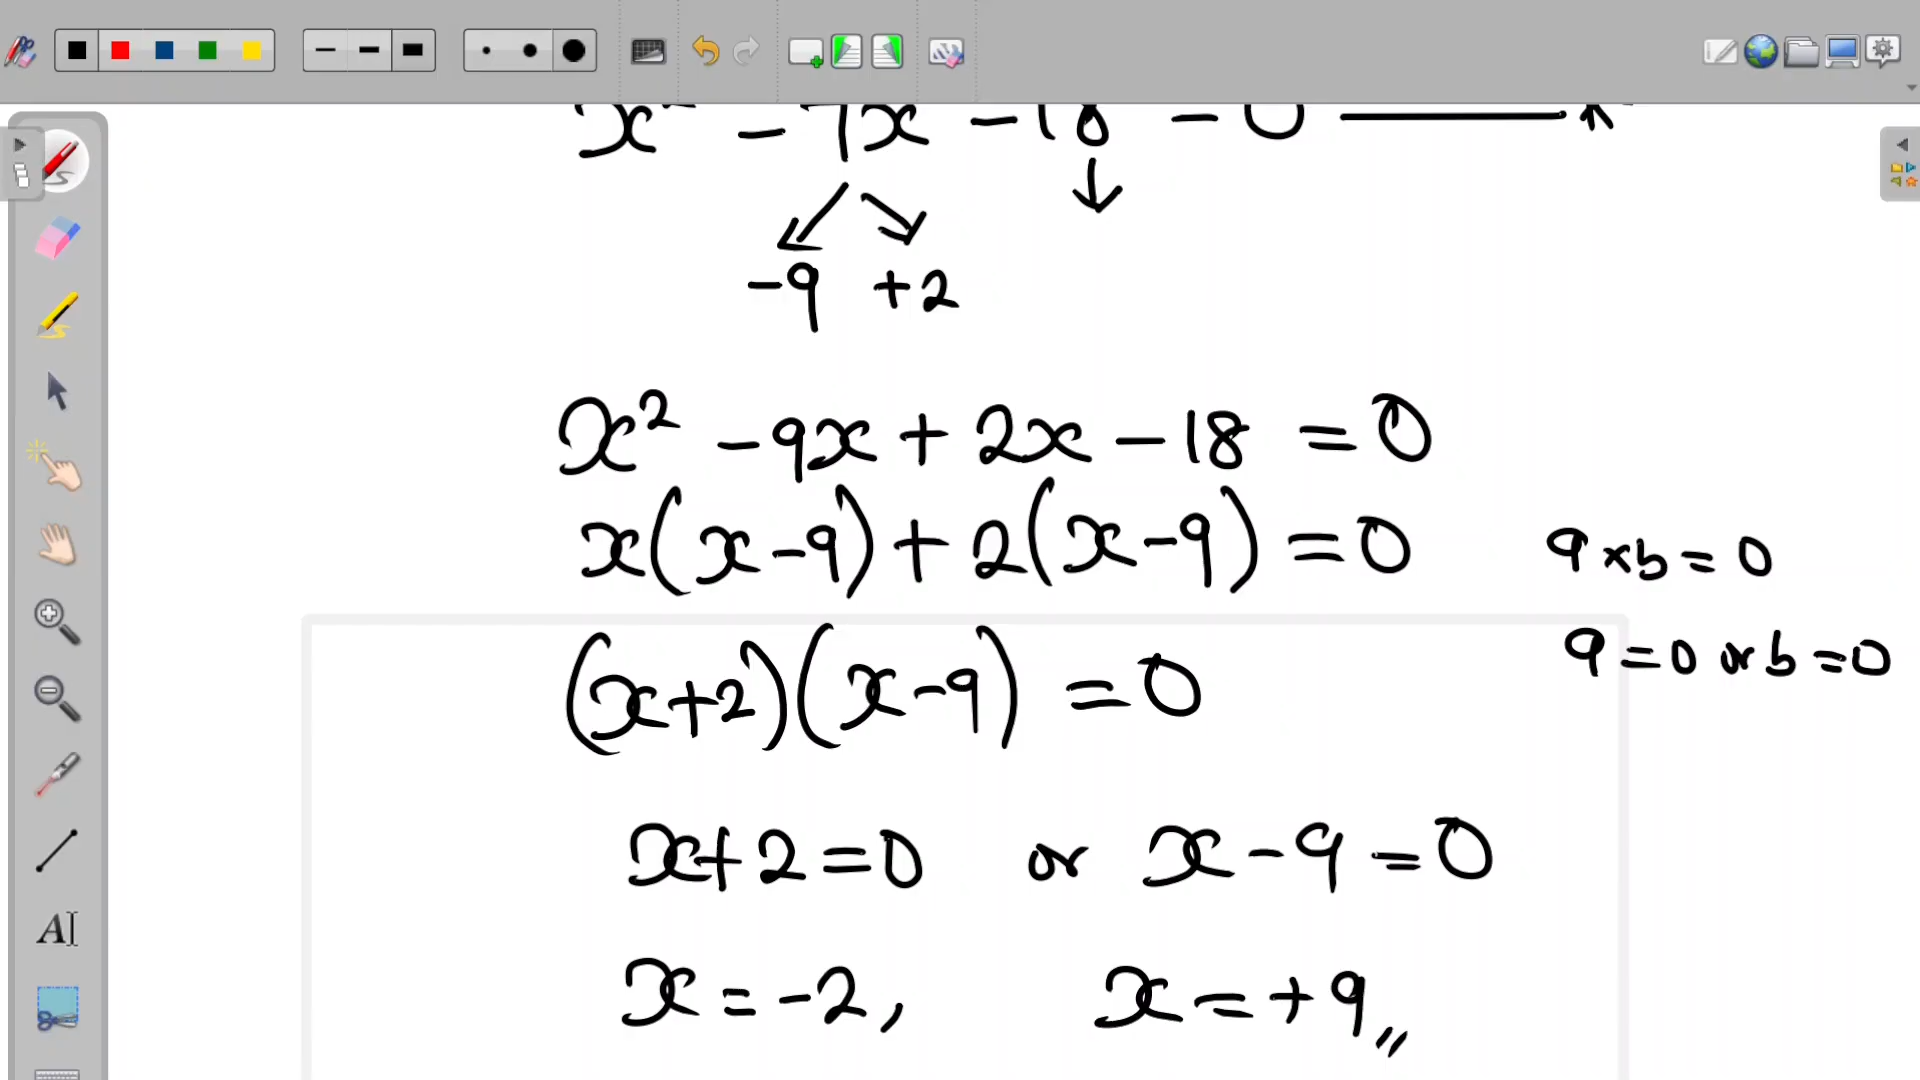 x² - 7x - 18 = 0
-9 +2
x² - 9x + 2x - 18 = 0
x(x-9) + 2(x-9) = 0
a × b = 0
(x+2)(x-9) = 0
a = 0 or b = 0
x+2 = 0 or x - 9 = 0
x = -2, x = +9,,